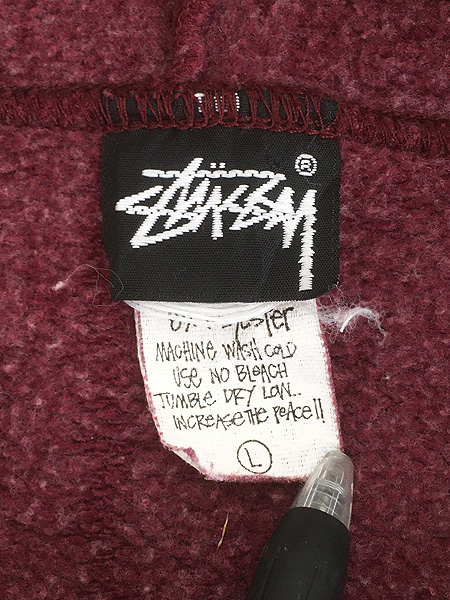 STÜSSY ®
MACHINE WASH COLD
USE NO BLEACH
TUMBLE DRY LOW...
INCREASE THE PEACE!!
L